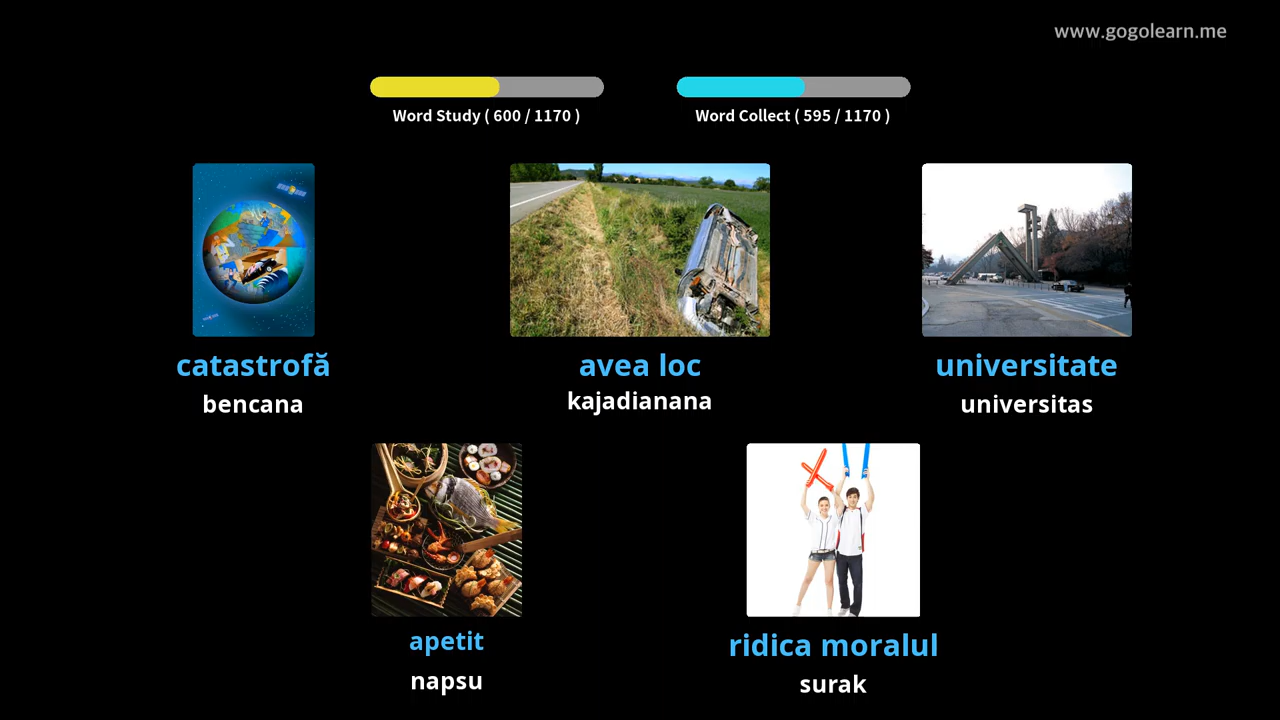 www.gogolearn.me
Word Study ( 600 / 1170 )
Word Collect ( 595 / 1170 )
catastrofă
bencana
avea loc
kajadianana
universitate
universitas
apetit
napsu
ridica moralul
surak